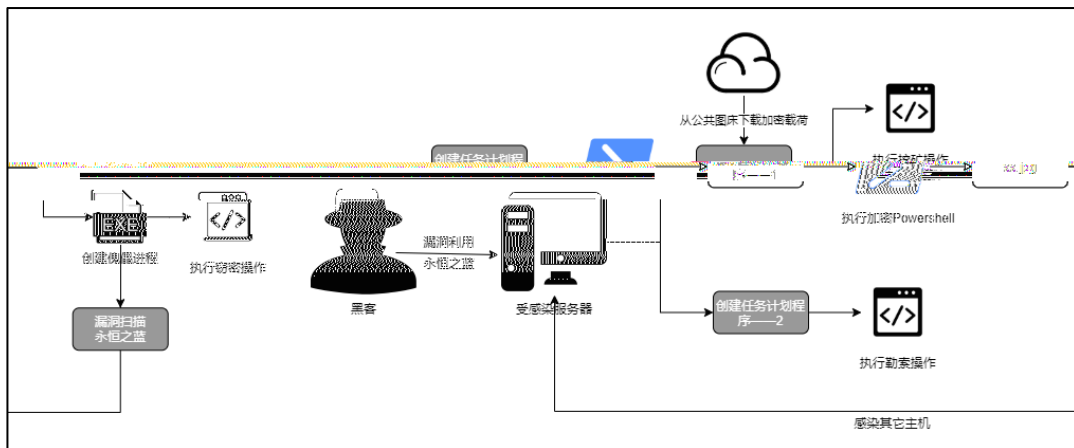 从公共图床下载加密载荷
创建任务计划程
执行挖矿操作
序——1
xx.jpg
EXE
执行加密Powershell
创建傀儡进程
执行窃密操作
漏洞利用
永恒之蓝
黑客
受感染服务器
漏洞扫描
永恒之蓝
创建任务计划程
序——2
执行勒索操作
感染其它主机